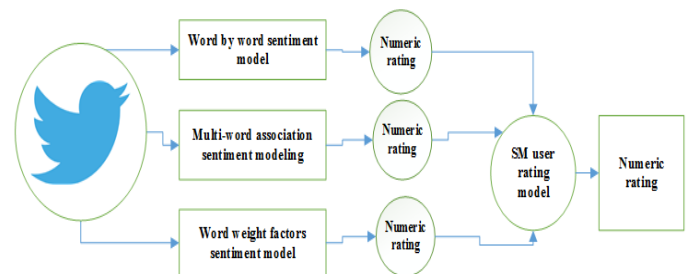 Word by word sentiment
model
Numeric
rating
Multi-word association
sentiment modeling
Numeric
rating
SM user
rating
model
Numeric
rating
Word weight factors
sentiment model
Numeric
rating